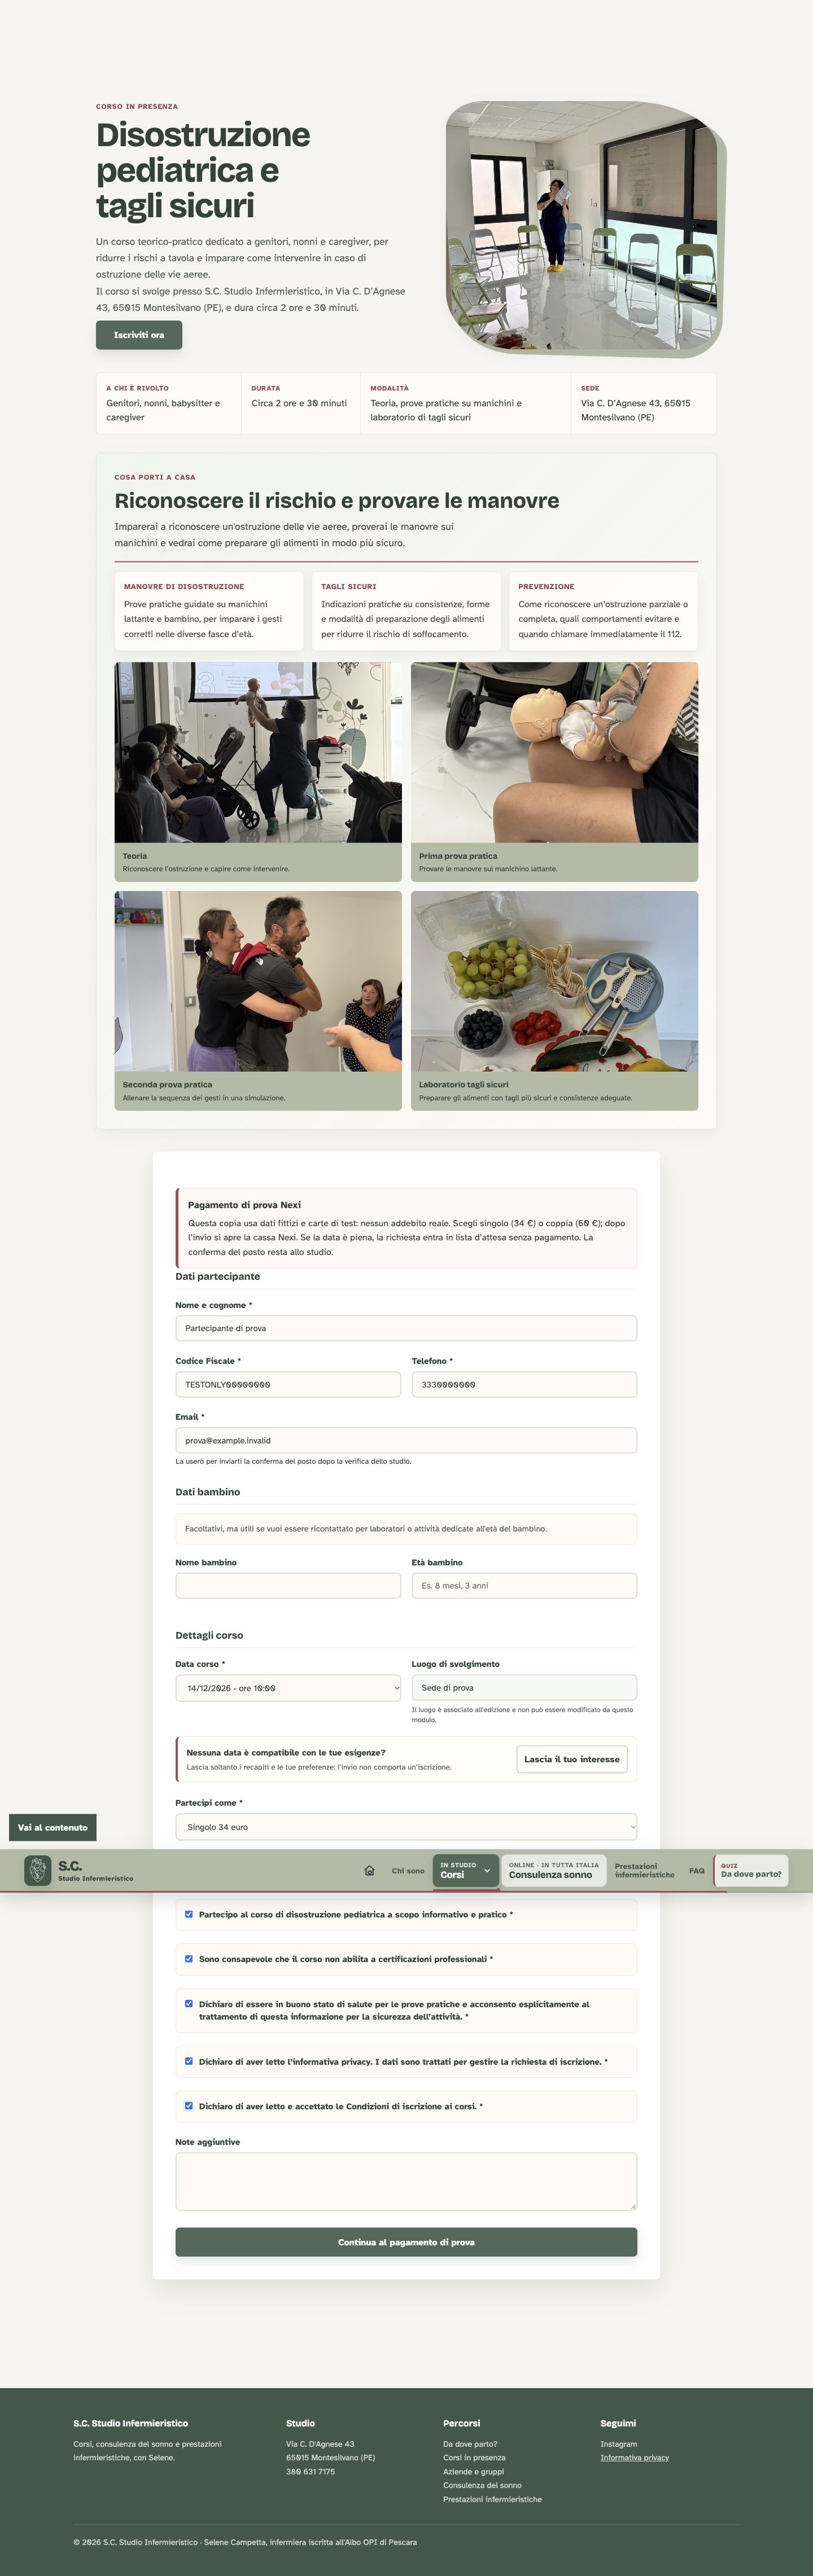 CORSO IN PRESENZA
Disostruzione
pediatrica e
tagli sicuri
Un corso teorico-pratico dedicato a genitori, nonni e caregiver, per
ridurre i rischi a tavola e imparare come intervenire in caso di
ostruzione delle vie aeree.
Il corso si svolge presso S.C. Studio Infermieristico, in Via C. D'Agnese
43, 65015 Montesilvano (PE), e dura circa 2 ore e 30 minuti.
Iscriviti ora
A CHI È RIVOLTO
Genitori, nonni, babysitter e
caregiver
DURATA
Circa 2 ore e 30 minuti
MODALITÀ
Teoria, prove pratiche su manichini e
laboratorio di tagli sicuri
SEDE
Via C. D'Agnese 43, 65015
Montesilvano (PE)
COSA PORTI A CASA
Riconoscere il rischio e provare le manovre
Imparerai a riconoscere un'ostruzione delle vie aeree, proverai le manovre sui
manichini e vedrai come preparare gli alimenti in modo più sicuro.
MANOVRE DI DISOSTRUZIONE
Prove pratiche guidate su manichini
lattante e bambino, per imparare i gesti
corretti nelle diverse fasce d'età.
TAGLI SICURI
Indicazioni pratiche su consistenze, forme
e modalità di preparazione degli alimenti
per ridurre il rischio di soffocamento.
PREVENZIONE
Come riconoscere un'ostruzione parziale o
completa, quali comportamenti evitare e
quando chiamare immediatamente il 112.
Teoria
Riconoscere l'ostruzione e capire come intervenire.
Prima prova pratica
Provare le manovre sul manichino lattante.
Seconda prova pratica
Allenare la sequenza dei gesti in una simulazione.
Laboratorio tagli sicuri
Preparare gli alimenti con tagli più sicuri e consistenze adeguate.
Pagamento di prova Nexi
Questa copia usa dati fittizi e carte di test: nessun addebito reale. Scegli singolo (34 €) o coppia (60 €); dopo
l'invio si apre la cassa Nexi. Se la data è piena, la richiesta entra in lista d'attesa senza pagamento. La
conferma del posto resta allo studio.
Dati partecipante
Nome e cognome *
Partecipante di prova
Codice Fiscale *
TESTONLY00000000
Telefono *
3330000000
Email *
prova@example.invalid
La userò per inviarti la conferma del posto dopo la verifica dello studio.
Dati bambino
Facoltativi, ma utili se vuoi essere ricontattato per laboratori o attività dedicate all'età del bambino.
Nome bambino
Età bambino
Es. 8 mesi, 3 anni
Dettagli corso
Data corso *
14/12/2026 - ore 10:00
Luogo di svolgimento
Sede di prova
Il luogo è associato all'edizione e non può essere modificato da questo
modulo.
Nessuna data è compatibile con le tue esigenze?
Lascia soltanto i recapiti e le tue preferenze: l'invio non comporta un'iscrizione.
Lascia il tuo interesse
Partecipi come *
Singolo 34 euro
Vai al contenuto
S.C.
Studio Infermieristico
Chi sono
IN STUDIO
Corsi
ONLINE · IN TUTTA ITALIA
Consulenza sonno
Prestazioni
infermieristiche
FAQ
QUIZ
Da dove parto?
Partecipo al corso di disostruzione pediatrica a scopo informativo e pratico *
Sono consapevole che il corso non abilita a certificazioni professionali *
Dichiaro di essere in buono stato di salute per le prove pratiche e acconsento esplicitamente al
trattamento di questa informazione per la sicurezza dell'attività. *
Dichiaro di aver letto l'informativa privacy. I dati sono trattati per gestire la richiesta di iscrizione. *
Dichiaro di aver letto e accettato le Condizioni di iscrizione ai corsi. *
Note aggiuntive
Continua al pagamento di prova
S.C. Studio Infermieristico
Corsi, consulenza del sonno e prestazioni
infermieristiche, con Selene.
Studio
Via C. D'Agnese 43
65015 Montesilvano (PE)
380 631 7175
Percorsi
Da dove parto?
Corsi in presenza
Aziende e gruppi
Consulenza del sonno
Prestazioni infermieristiche
Seguimi
Instagram
Informativa privacy
© 2026 S.C. Studio Infermieristico · Selene Campetta, infermiera iscritta all'Albo OPI di Pescara